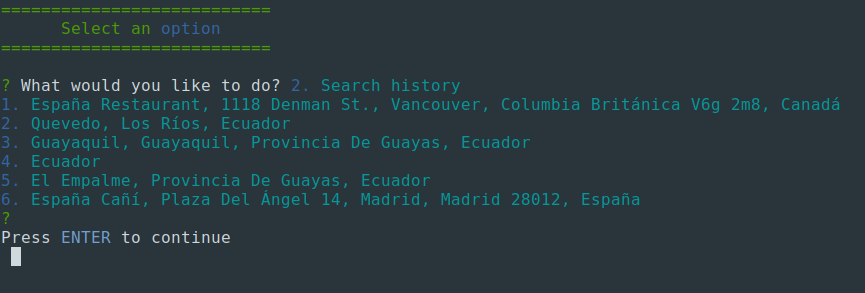 ===========================
Select an option
===========================
? What would you like to do? 2. Search history
1. España Restaurant, 1118 Denman St., Vancouver, Columbia Británica V6g 2m8, Canadá
2. Quevedo, Los Ríos, Ecuador
3. Guayaquil, Guayaquil, Provincia De Guayas, Ecuador
4. Ecuador
5. El Empalme, Provincia De Guayas, Ecuador
6. España Cañí, Plaza Del Ángel 14, Madrid, Madrid 28012, España
?
Press ENTER to continue